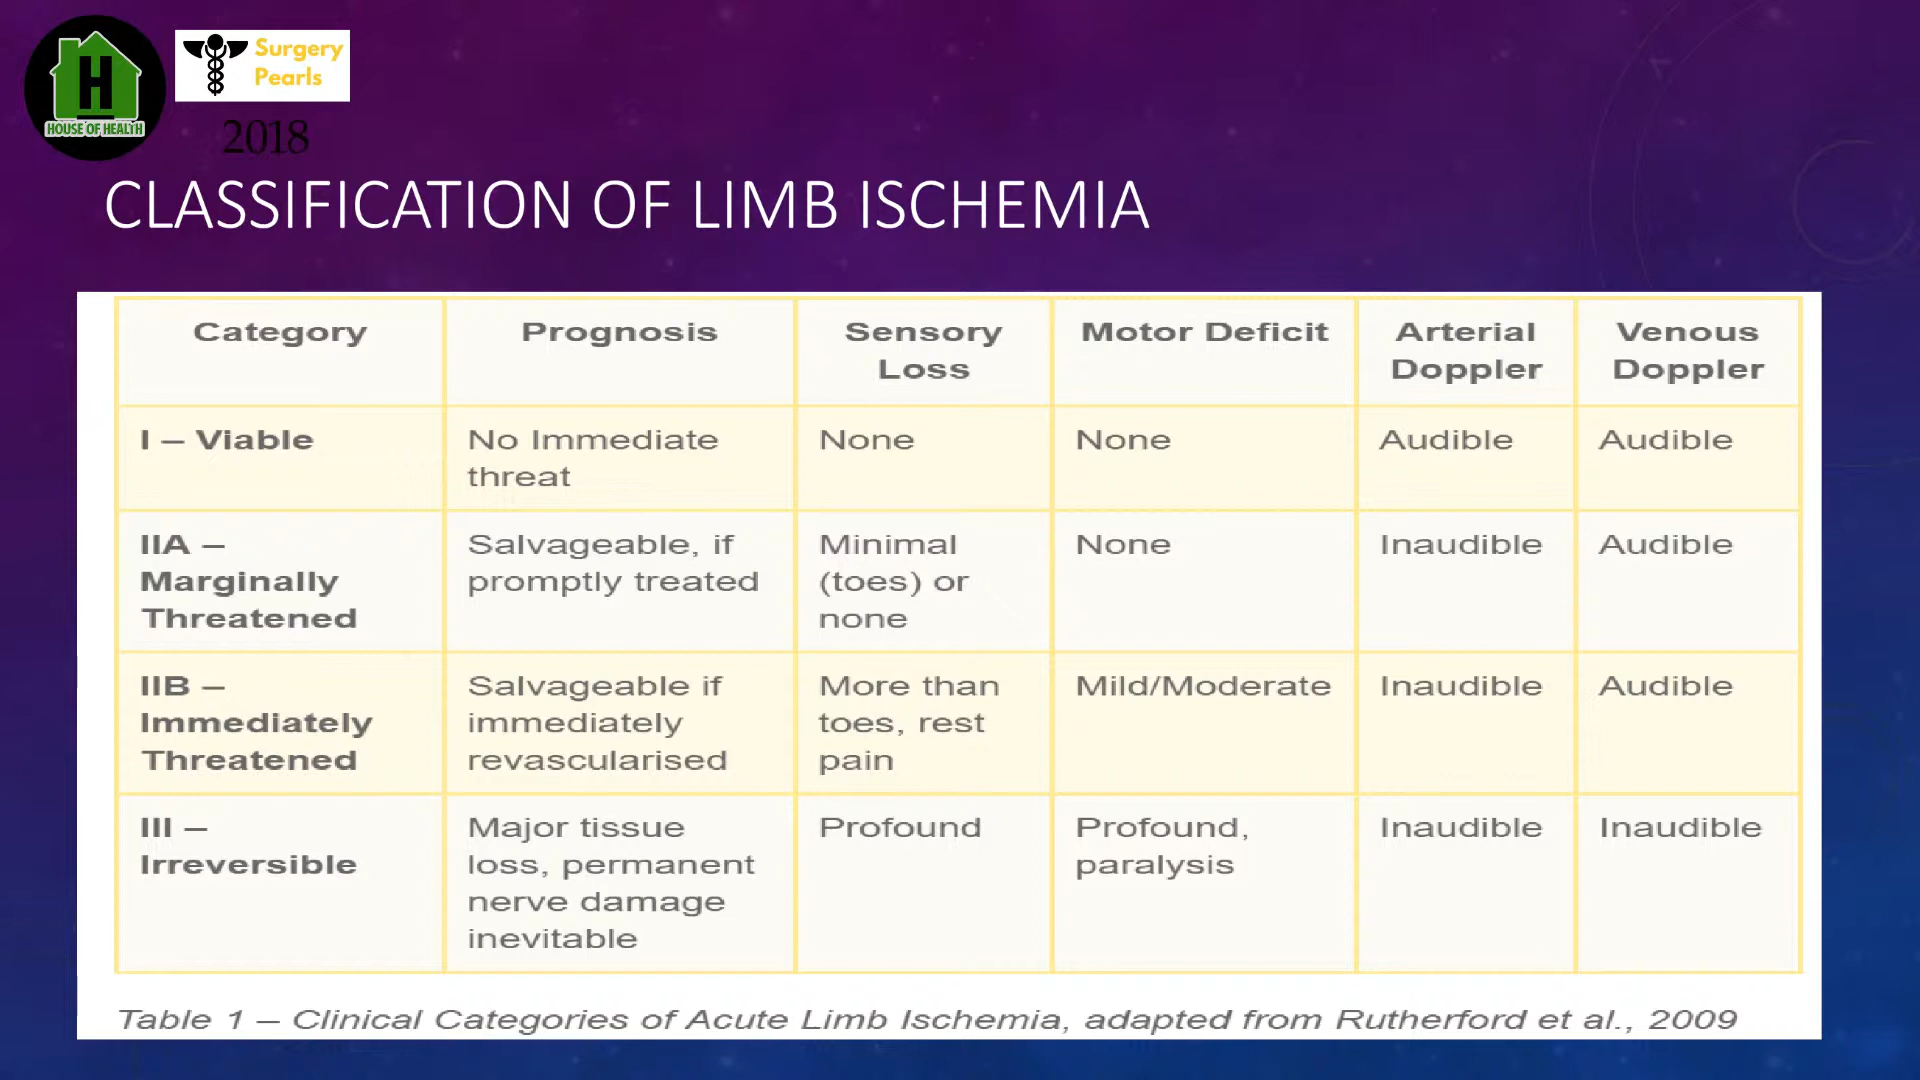 H
HOUSE OF HEALTH
Surgery
Pearls
2018
CLASSIFICATION OF LIMB ISCHEMIA
Category
Prognosis
Sensory
Loss
Motor Deficit
Arterial
Doppler
Venous
Doppler
I – Viable
No Immediate
threat
None
None
Audible
Audible
IIA –
Marginally
Threatened
Salvageable, if
promptly treated
Minimal
(toes) or
none
None
Inaudible
Audible
IIB –
Immediately
Threatened
Salvageable if
immediately
revascularised
More than
toes, rest
pain
Mild/Moderate
Inaudible
Audible
III –
Irreversible
Major tissue
loss, permanent
nerve damage
inevitable
Profound
Profound,
paralysis
Inaudible
Inaudible
Table 1 – Clinical Categories of Acute Limb Ischemia, adapted from Rutherford et al., 2009